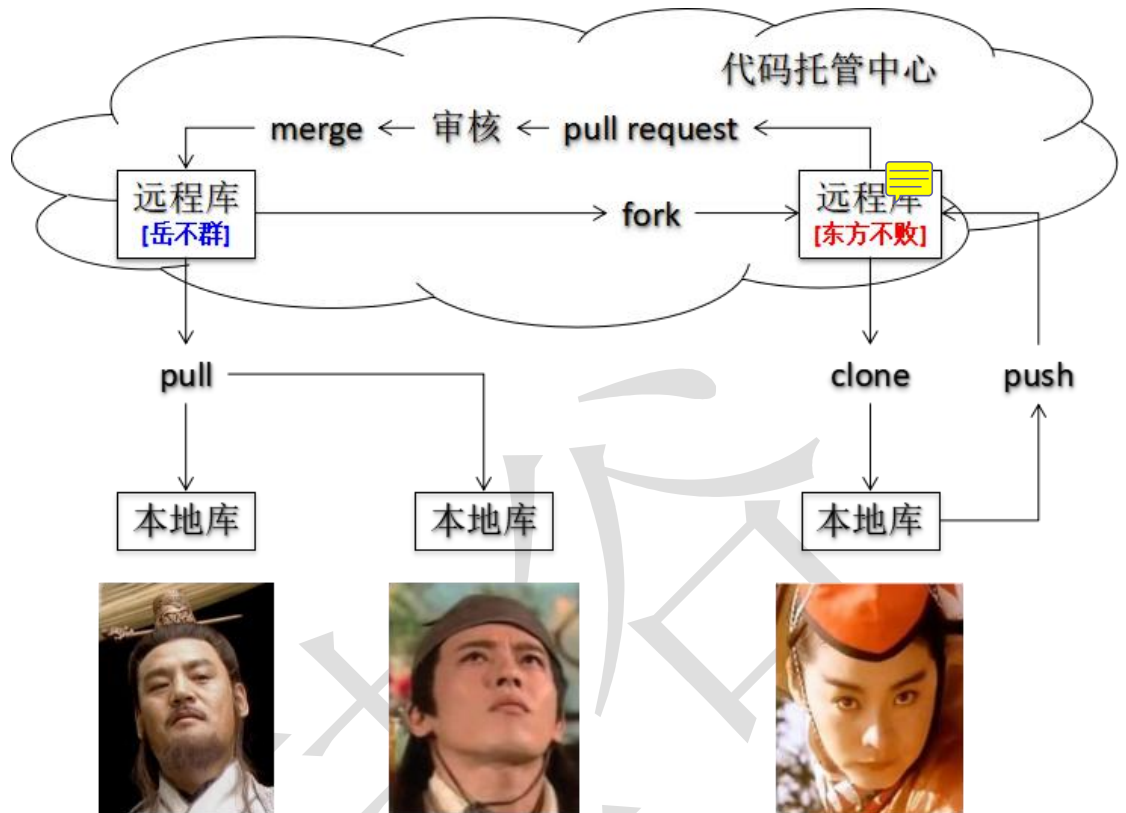 代码托管中心
merge
审核
pull request
远程库
[岳不群]
fork
远程库
[东方不败]
pull
clone
push
本地库
本地库
本地库